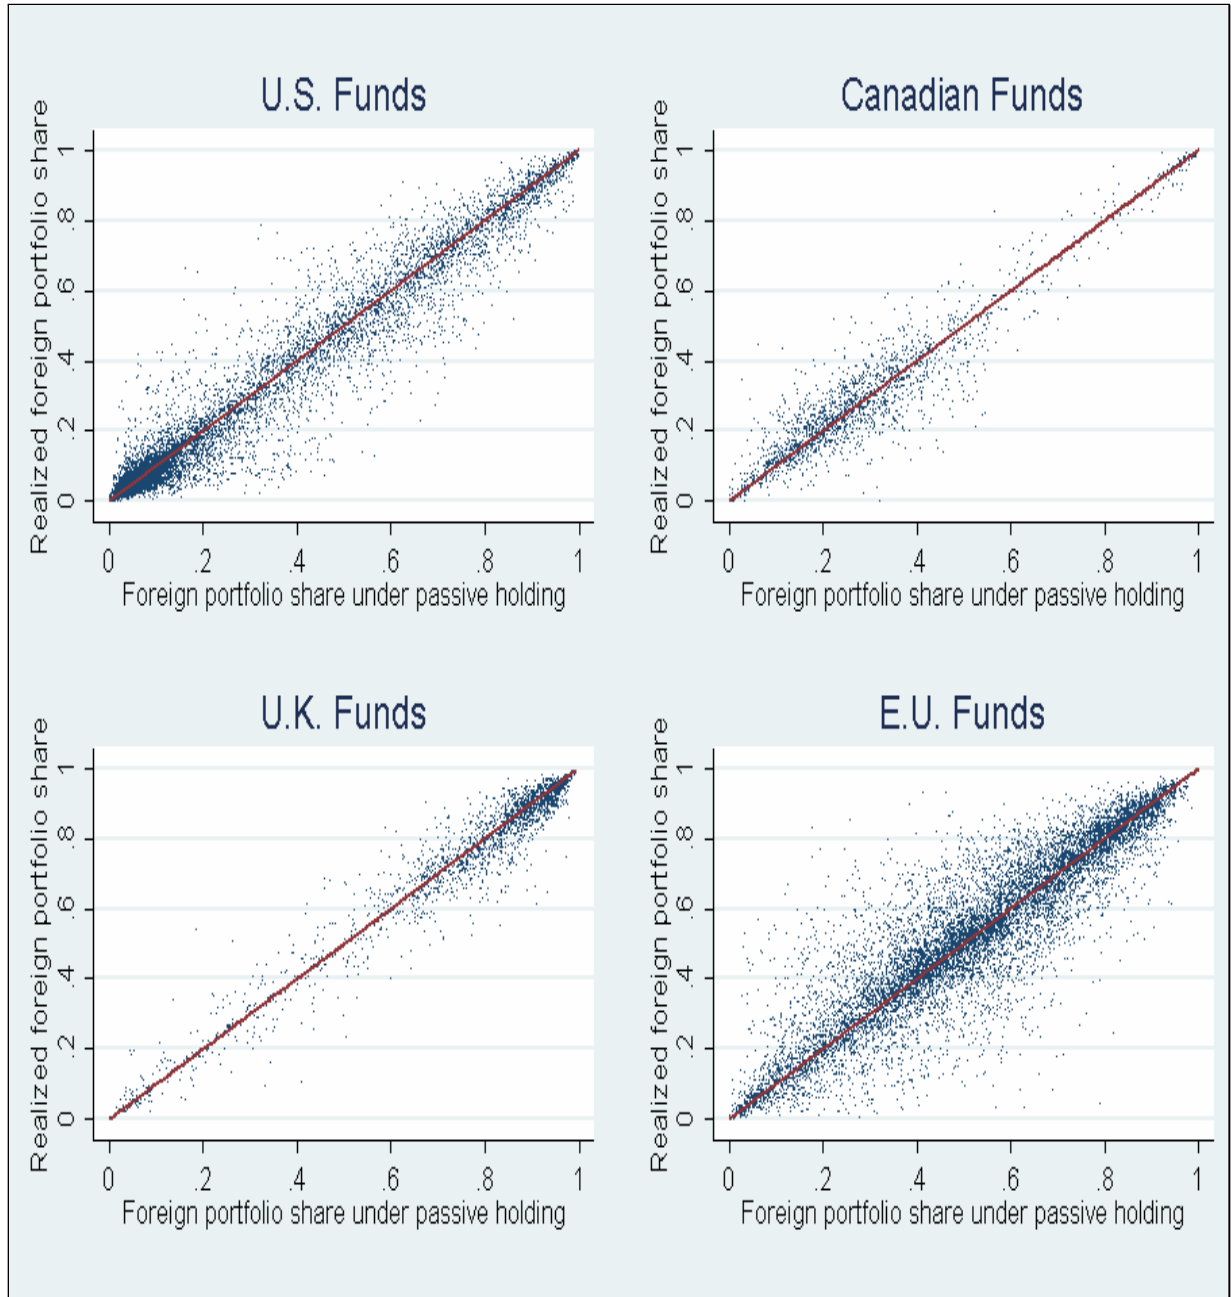 U.S. Funds
Realized foreign portfolio share
1
.8
.6
.4
.2
0
0 .2 .4 .6 .8 1
Foreign portfolio share under passive holding
Canadian Funds
Realized foreign portfolio share
1
.8
.6
.4
.2
0
0 .2 .4 .6 .8 1
Foreign portfolio share under passive holding
U.K. Funds
Realized foreign portfolio share
1
.8
.6
.4
.2
0
0 .2 .4 .6 .8 1
Foreign portfolio share under passive holding
E.U. Funds
Realized foreign portfolio share
1
.8
.6
.4
.2
0
0 .2 .4 .6 .8 1
Foreign portfolio share under passive holding